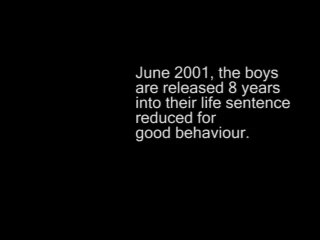 June 2001, the boys
are released 8 years
into their life sentence
reduced for
good behaviour.